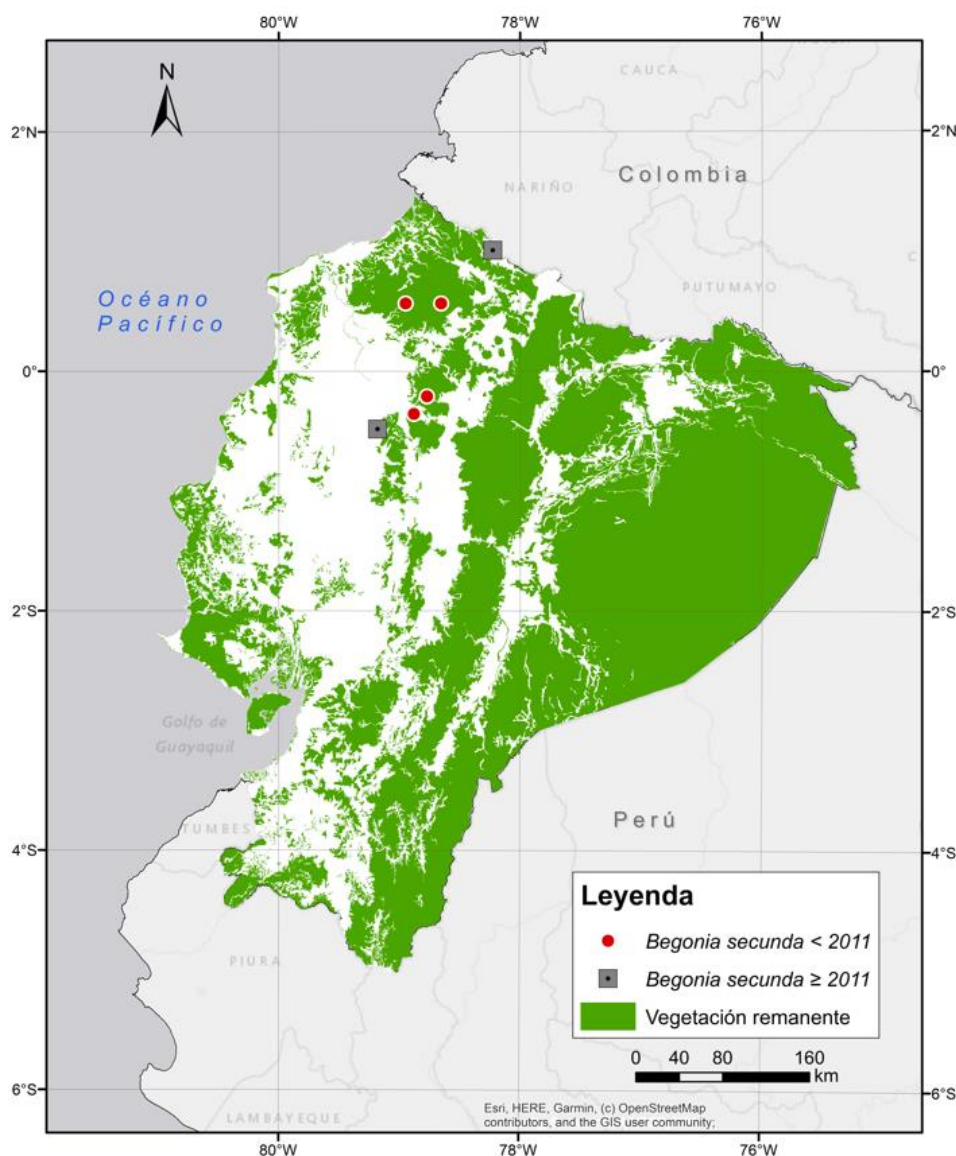 80°W 78°W 76°W
N
CAUCA
2°N 2°N
Colombia
NARIÑO
PUTUMAYO
Océano
Pacífico
0° 0°
2°S 2°S
Golfo de
Guayaquil
TUMBES
Perú
4°S 4°S
PIURA
Leyenda
Begonia secunda < 2011
Begonia secunda ≥ 2011
Vegetación remanente
0 40 80 160
km
6°S 6°S
LAMBAYEQUE
Esri, HERE, Garmin, (c) OpenStreetMap
contributors, and the GIS user community;
80°W 78°W 76°W